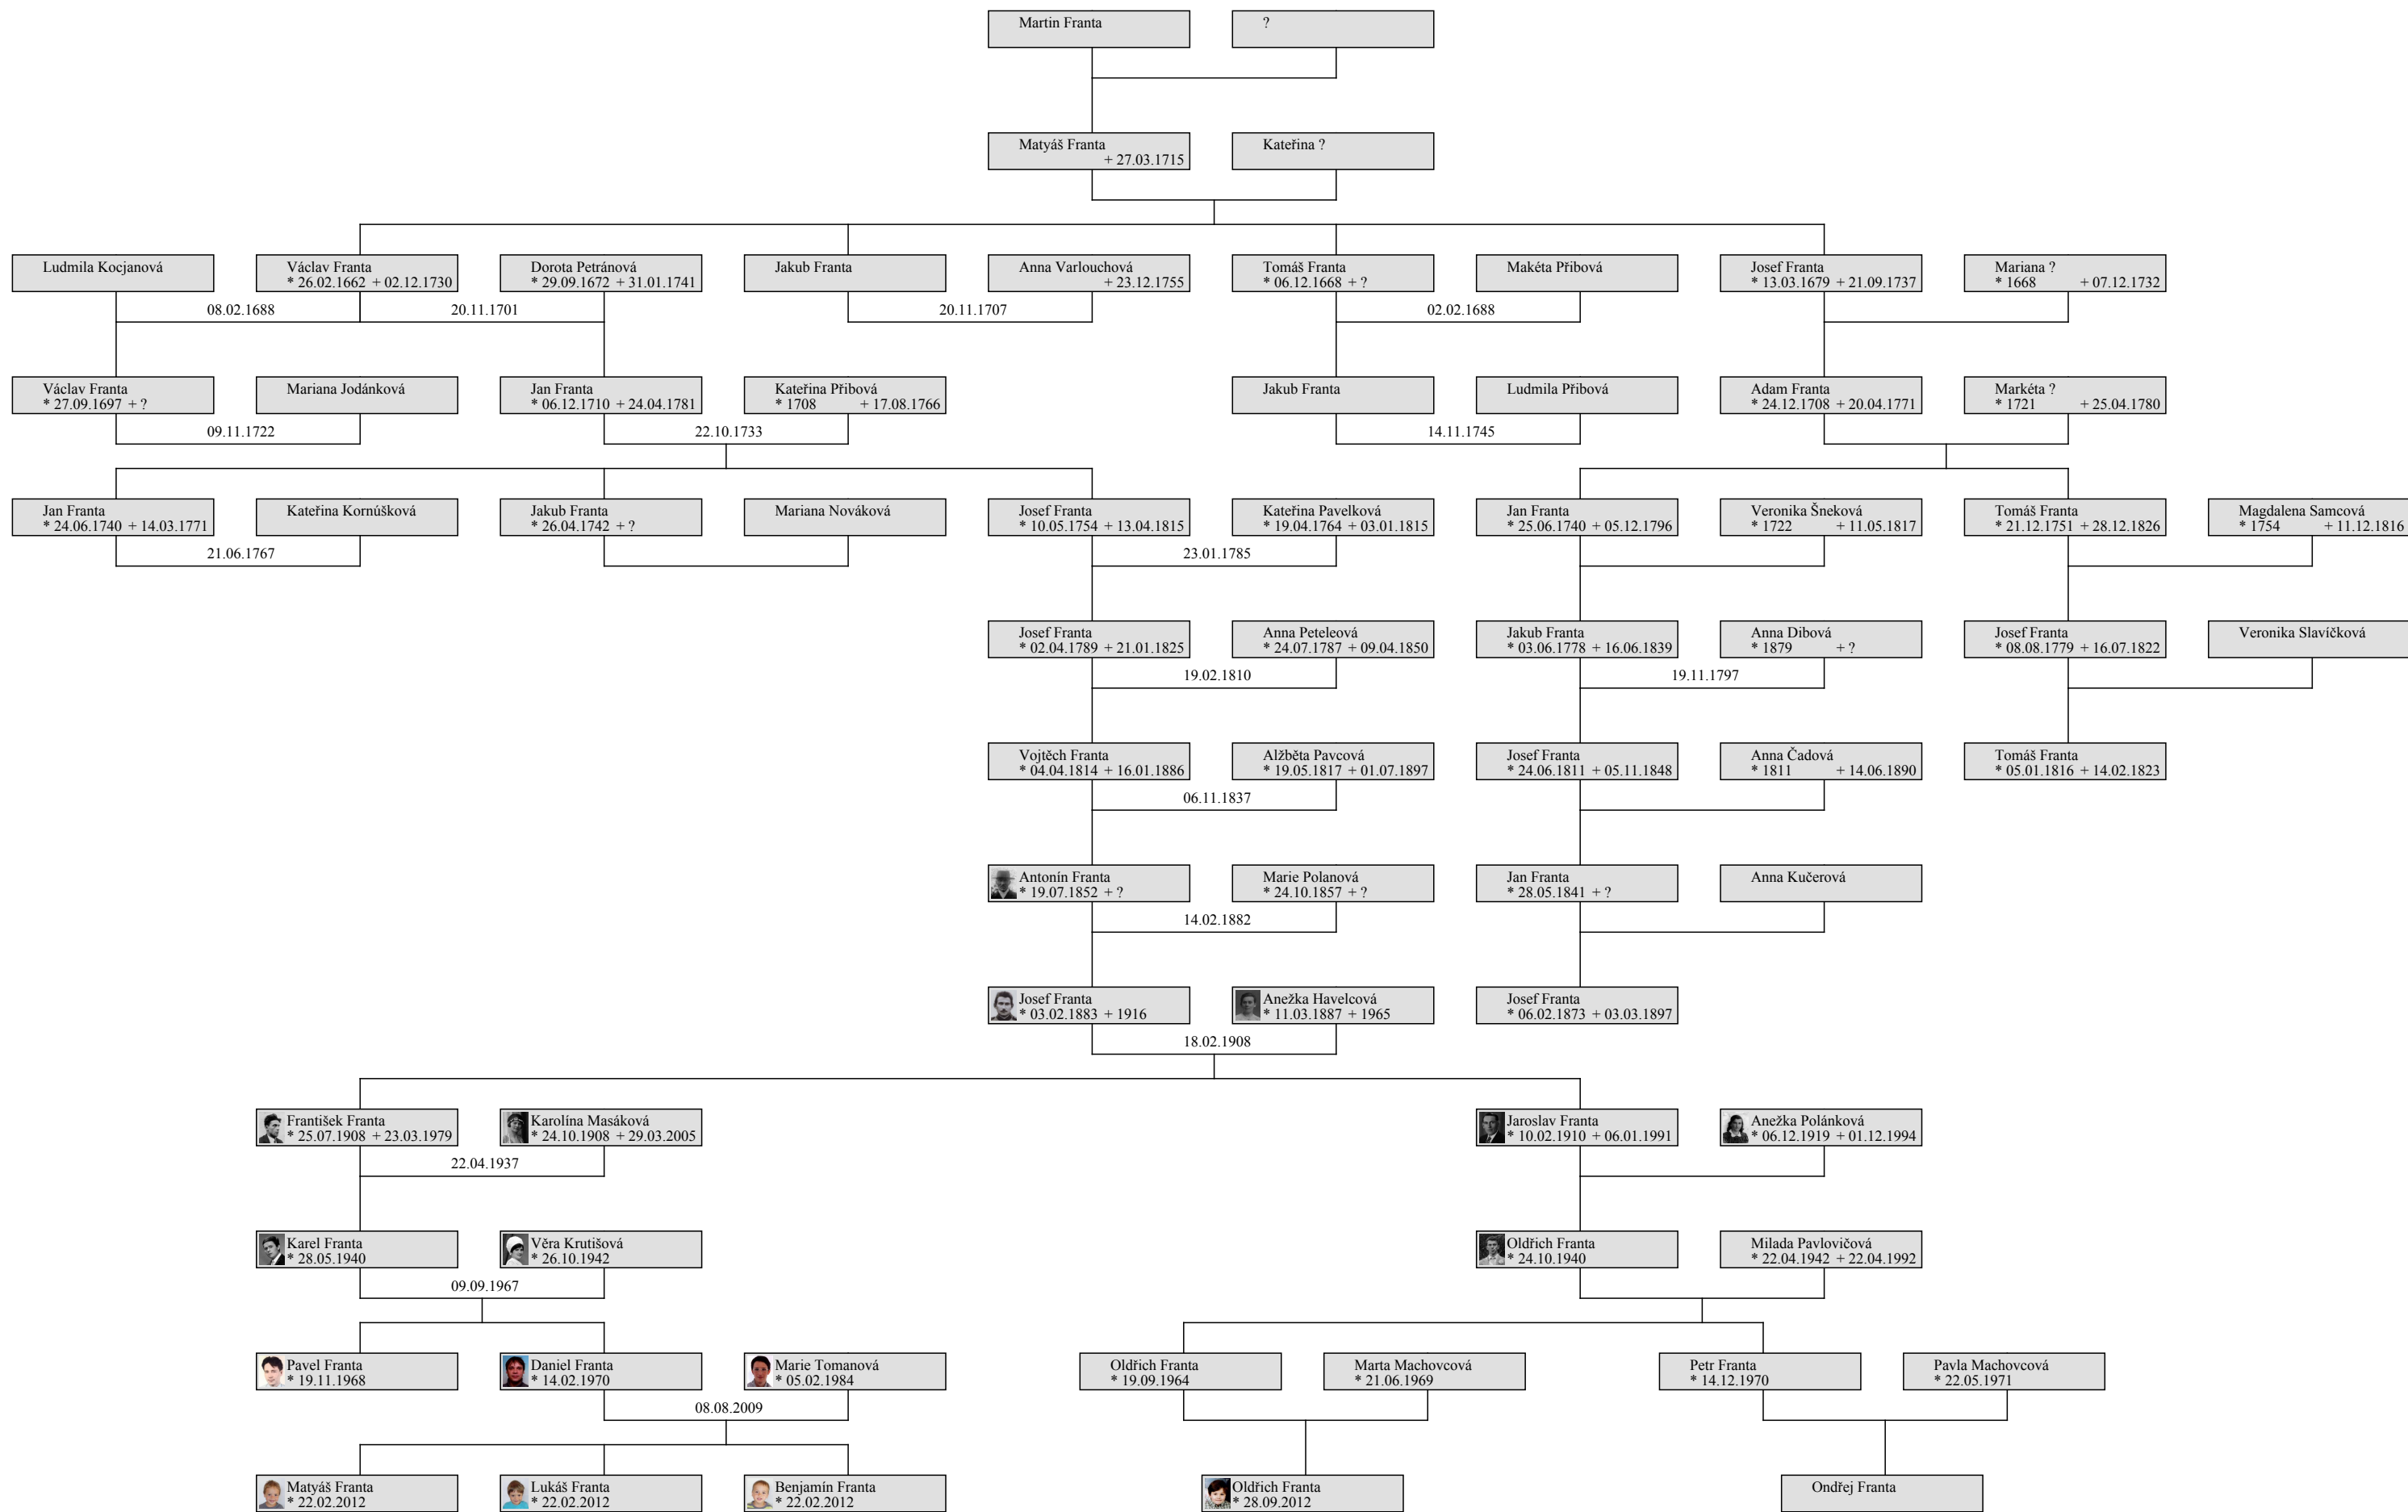 Martin Franta
?
Matyáš Franta
+ 27.03.1715
Kateřina ?
Ludmila Kocjanová
Václav Franta
* 26.02.1662 + 02.12.1730
Dorota Petránová
* 29.09.1672 + 31.01.1741
Jakub Franta
Anna Varlouchová
+ 23.12.1755
Tomáš Franta
* 06.12.1668 + ?
Makéta Přibová
Josef Franta
* 13.03.1679 + 21.09.1737
Mariana ?
* 1668 + 07.12.1732
08.02.1688
20.11.1701
20.11.1707
02.02.1688
Václav Franta
* 27.09.1697 + ?
Mariana Jodánková
Jan Franta
* 06.12.1710 + 24.04.1781
Kateřina Přibová
* 1708 + 17.08.1766
Jakub Franta
Ludmila Přibová
Adam Franta
* 24.12.1708 + 20.04.1771
Markéta ?
* 1721 + 25.04.1780
09.11.1722
22.10.1733
14.11.1745
Jan Franta
* 24.06.1740 + 14.03.1771
Kateřina Kornúšková
Jakub Franta
* 26.04.1742 + ?
Mariana Nováková
Josef Franta
* 10.05.1754 + 13.04.1815
Kateřina Pavelková
* 19.04.1764 + 03.01.1815
Jan Franta
* 25.06.1740 + 05.12.1796
Veronika Šneková
* 1722 + 11.05.1817
Tomáš Franta
* 21.12.1751 + 28.12.1826
Magdalena Samcová
* 1754 + 11.12.1816
21.06.1767
23.01.1785
Josef Franta
* 02.04.1789 + 21.01.1825
Anna Peteleová
* 24.07.1787 + 09.04.1850
Jakub Franta
* 03.06.1778 + 16.06.1839
Anna Dibová
* 1879 + ?
Josef Franta
* 08.08.1779 + 16.07.1822
Veronika Slavíčková
19.02.1810
19.11.1797
Vojtěch Franta
* 04.04.1814 + 16.01.1886
Alžběta Pavcová
* 19.05.1817 + 01.07.1897
Josef Franta
* 24.06.1811 + 05.11.1848
Anna Čadová
* 1811 + 14.06.1890
Tomáš Franta
* 05.01.1816 + 14.02.1823
06.11.1837
Antonín Franta
* 19.07.1852 + ?
Marie Polanová
* 24.10.1857 + ?
Jan Franta
* 28.05.1841 + ?
Anna Kučerová
14.02.1882
Josef Franta
* 03.02.1883 + 1916
Anežka Havelcová
* 11.03.1887 + 1965
Josef Franta
* 06.02.1873 + 03.03.1897
18.02.1908
František Franta
* 25.07.1908 + 23.03.1979
Karolína Masáková
* 24.10.1908 + 29.03.2005
Jaroslav Franta
* 10.02.1910 + 06.01.1991
Anežka Polánková
* 06.12.1919 + 01.12.1994
22.04.1937
Karel Franta
* 28.05.1940
Věra Krutišová
* 26.10.1942
Oldřich Franta
* 24.10.1940
Milada Pavlovičová
* 22.04.1942 + 22.04.1992
09.09.1967
Pavel Franta
* 19.11.1968
Daniel Franta
* 14.02.1970
Marie Tomanová
* 05.02.1984
Oldřich Franta
* 19.09.1964
Marta Machovcová
* 21.06.1969
Petr Franta
* 14.12.1970
Pavla Machovcová
* 22.05.1971
08.08.2009
Matyáš Franta
* 22.02.2012
Lukáš Franta
* 22.02.2012
Benjamín Franta
* 22.02.2012
Oldřich Franta
* 28.09.2012
Ondřej Franta